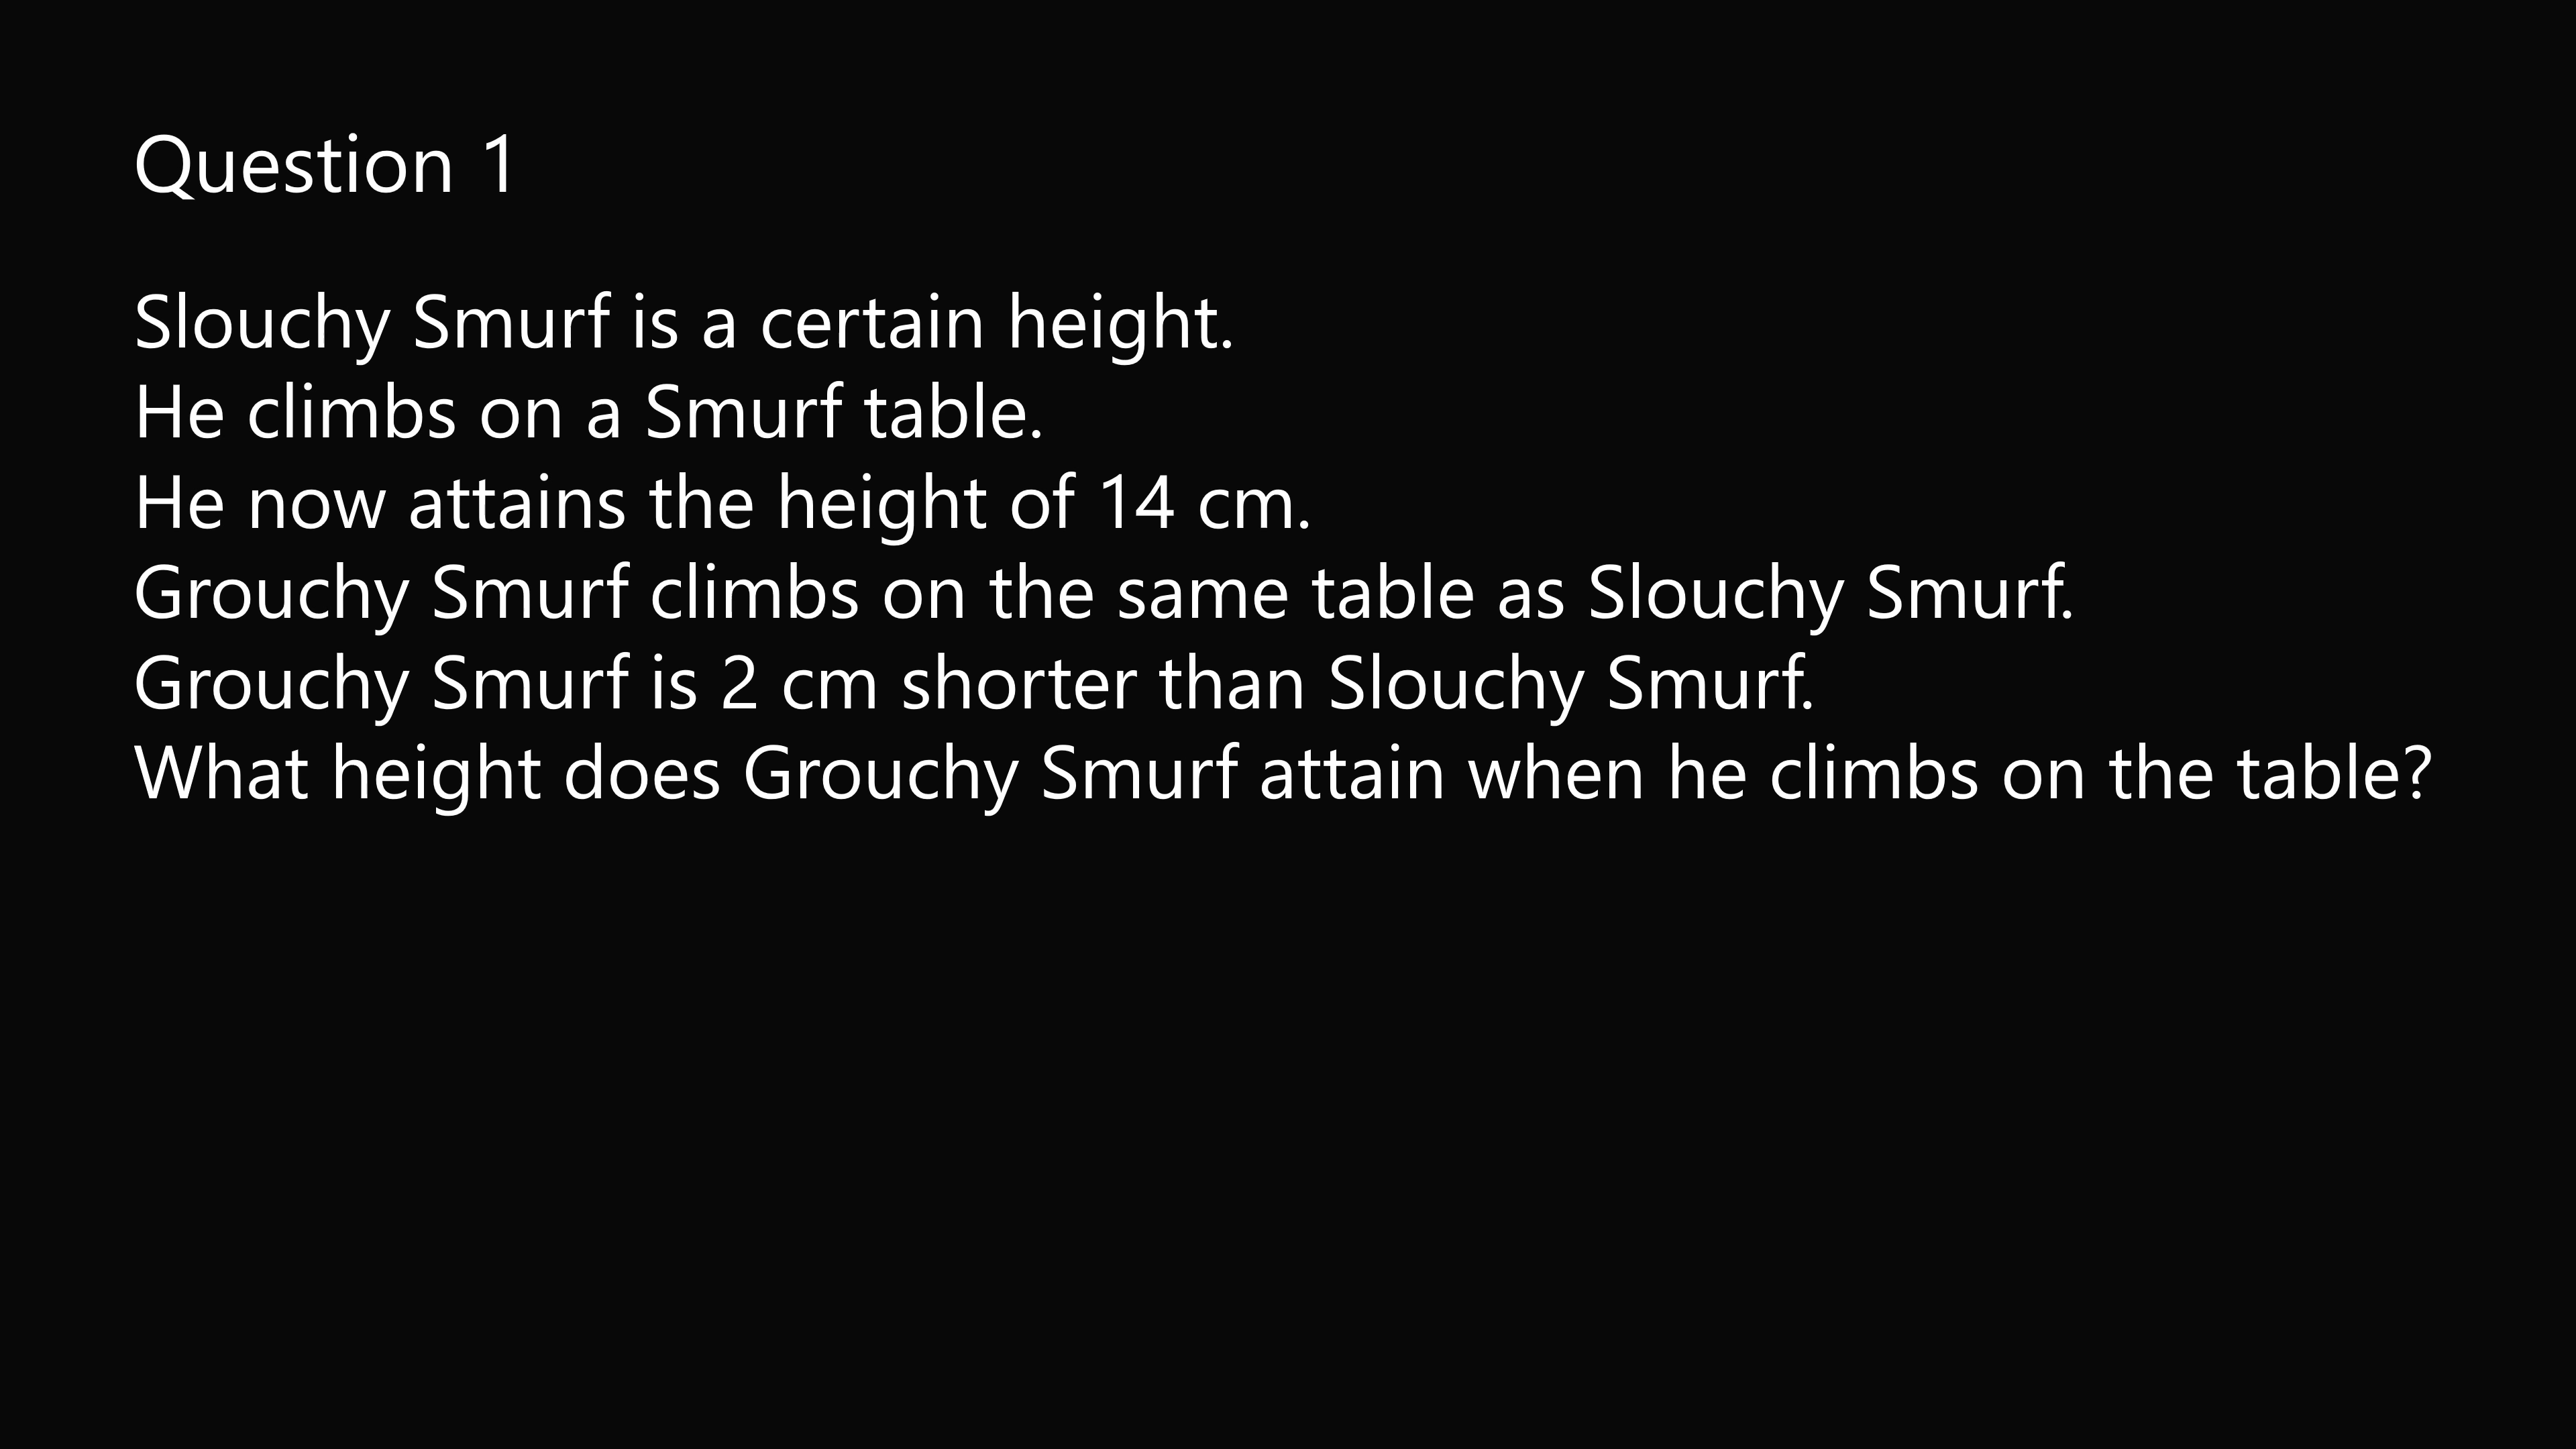 Question 1
Slouchy Smurf is a certain height.
He climbs on a Smurf table.
He now attains the height of 14 cm.
Grouchy Smurf climbs on the same table as Slouchy Smurf.
Grouchy Smurf is 2 cm shorter than Slouchy Smurf.
What height does Grouchy Smurf attain when he climbs on the table?